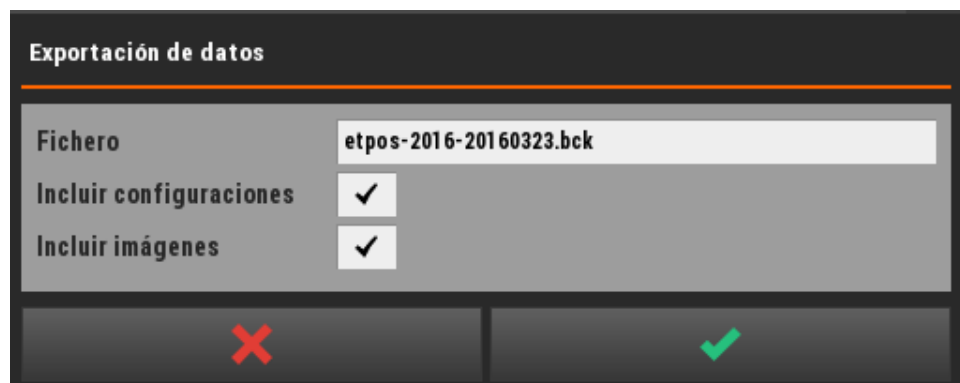 Exportación de datos
Fichero etpos-2016-20160323.bck
Incluir configuraciones
Incluir imágenes